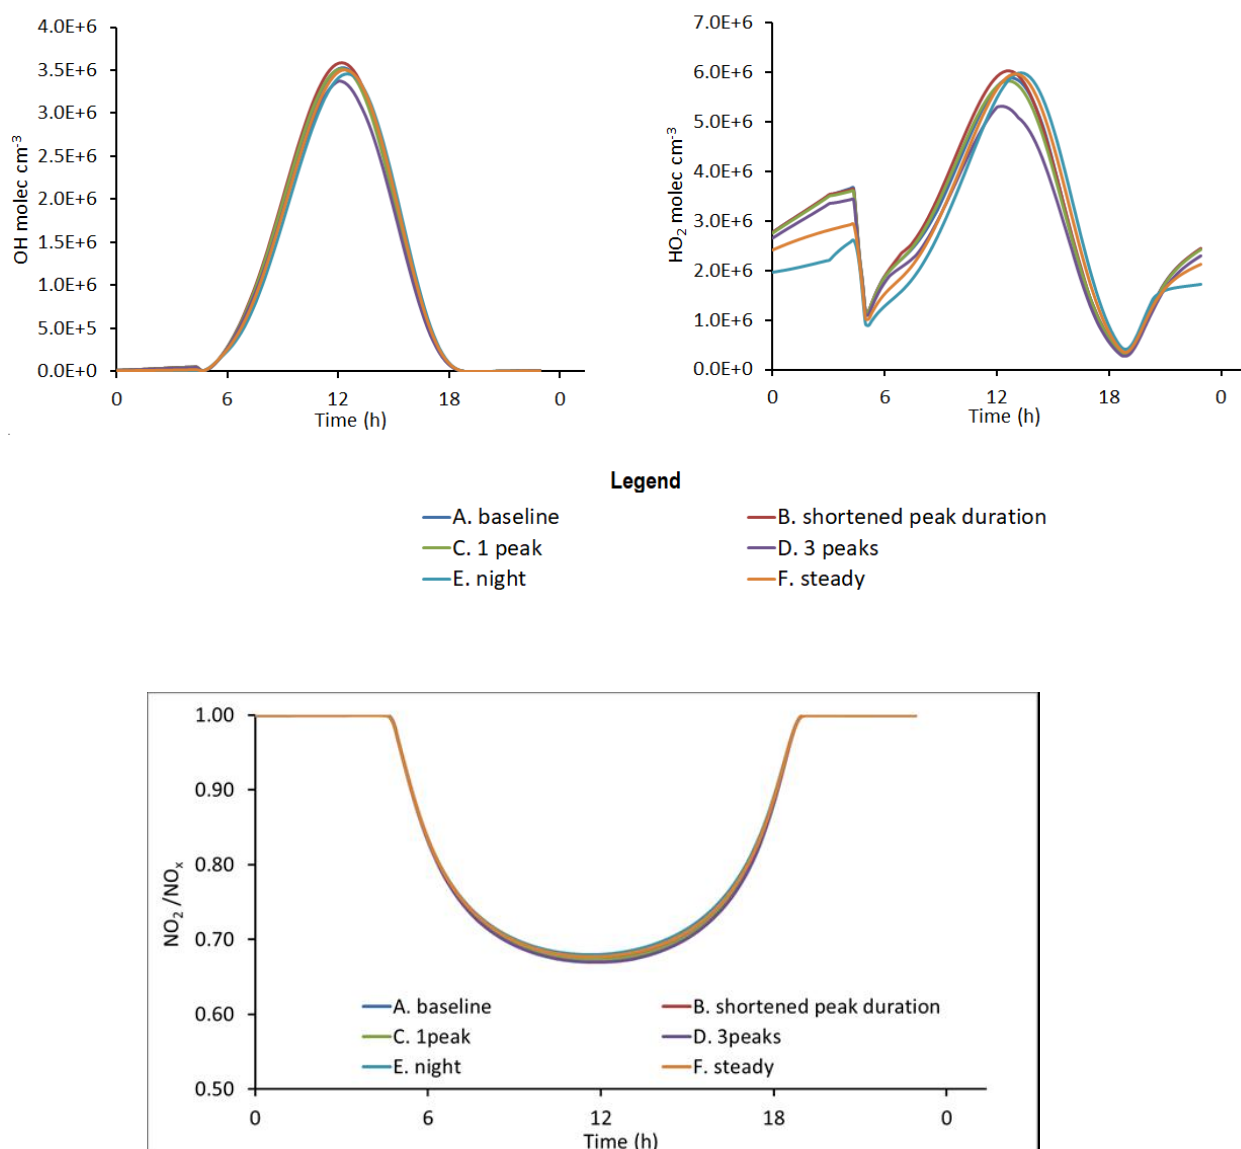 OH molec cm-3
4.0E+6
3.5E+6
3.0E+6
2.5E+6
2.0E+6
1.5E+6
1.0E+6
5.0E+5
0.0E+0
0 6 12 18 0
Time (h)
HO2 molec cm-3
7.0E+6
6.0E+6
5.0E+6
4.0E+6
3.0E+6
2.0E+6
1.0E+6
0.0E+0
0 6 12 18 0
Time (h)
Legend
A. baseline B. shortened peak duration
C. 1 peak D. 3 peaks
E. night F. steady
NO2 /NOx
1.00
0.90
0.80
0.70
0.60
0.50
A. baseline B. shortened peak duration
C. 1peak D. 3peaks
E. night F. steady
0 6 12 18 0
Time (h)